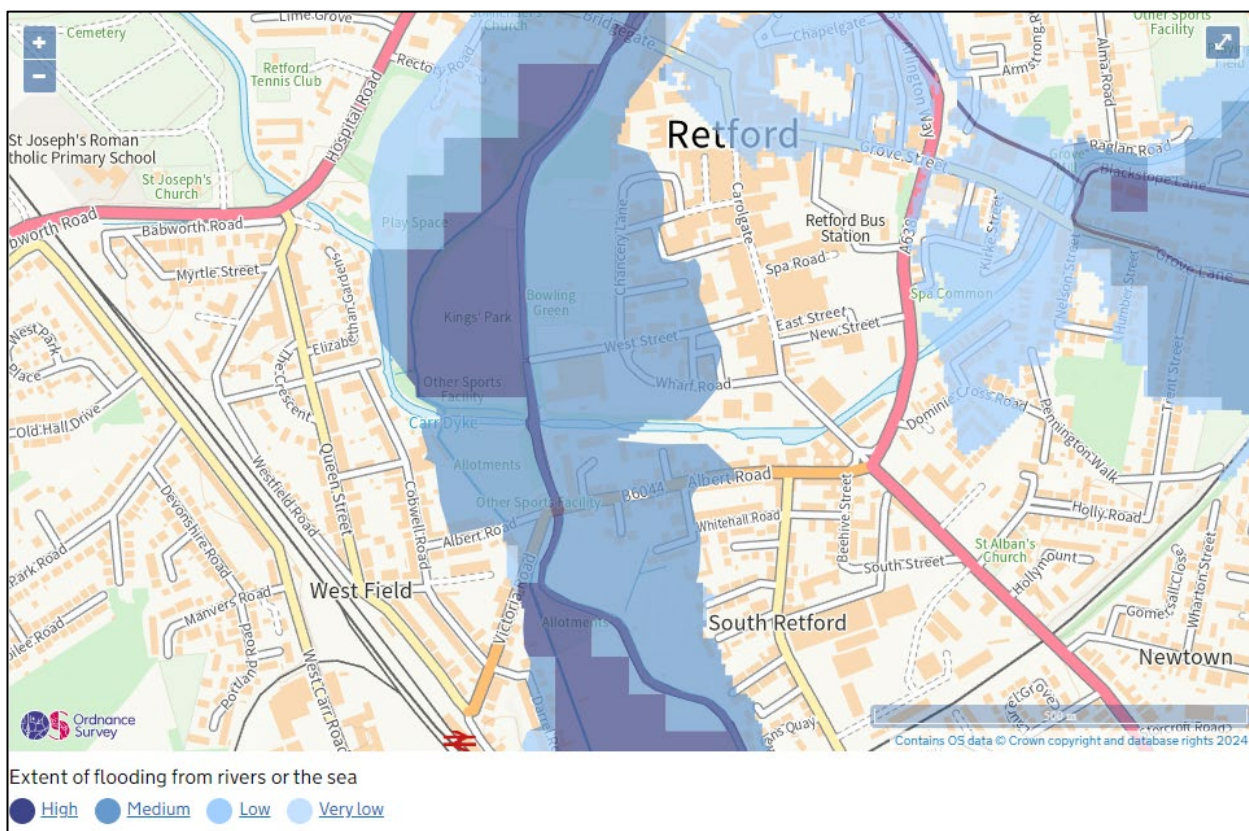 Cemetery
Lime Grove
Bridgegate
Chapelgate
Other Sports
Facility
Retford
Tennis Club
Hospital Road
Arlington Way
Alma Road
St Joseph's Roman
tholic Primary School
St Joseph's
Church
Retford
Grove Street
Raglan Road
Blackstope Lane
Play Space
Chancery Lane
Carolgate
Retford Bus
Station
A638
Kirke Street
Nelson Street
Humber Street
Grove Lane
bworth Road
Babworth Road
Myrtle Street
Elizabethan Gardens
Spa Road
Spa Common
Bowling
Green
Kings' Park
West Street
East Street
New Street
Trent Street
West Park
Place
The Crescent
Other Sports
Facility
Wharf Road
Old Hall Drive
Carr Dyke
Dominie Cross Road
Pennington Walk
Queen Street
Westfield Road
Cobwell Road
Allotments
B6044
Albert Road
Other Sports Facility
Devonshire Road
Albert Road
Whitehall Road
Beehive Street
Holly Road
St Alban's
Church
South Street
Hollymount
Wharton Street
Park Road
Manvers Road
West Field
Victoria Road
Allotments
South Retford
Newtown
Portland Road
West Carr Road
Darrel Road
Ordnance
Survey
500 m
Contains OS data © Crown copyright and database rights 2024
Extent of flooding from rivers or the sea
High Medium Low Very low